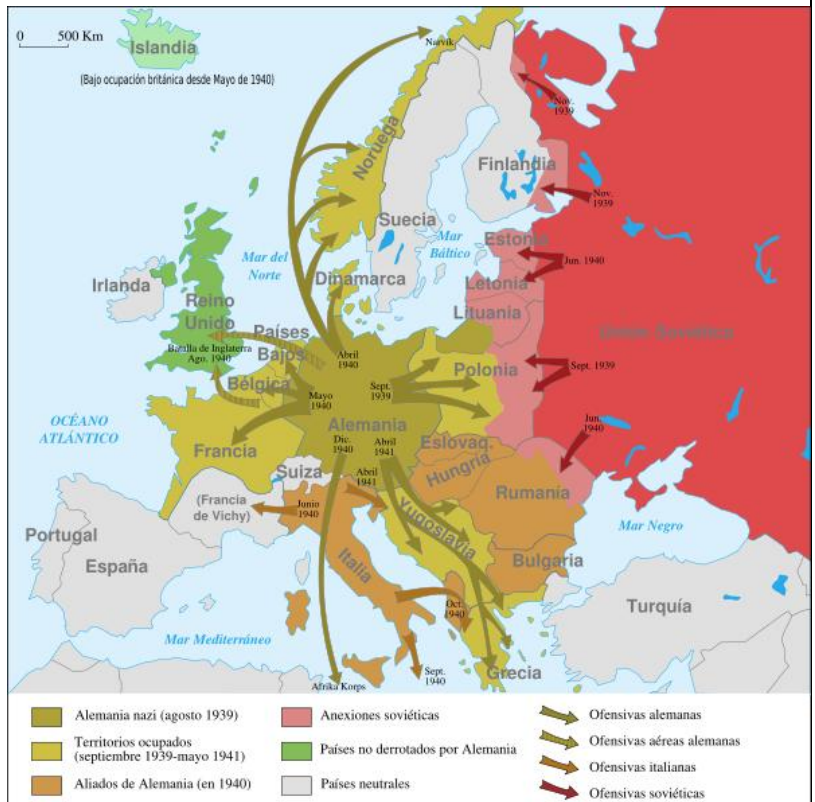 0 500 Km
Islandia
(Bajo ocupación británica desde Mayo de 1940)
Narvik
Nov.
1939
Noruega
Finlandia
Nov.
1939
Suecia
Mar
Báltico
Estonia
Jun. 1940
Letonia
Lituania
Mar del
Norte
Dinamarca
Irlanda
Reino
Unido
Países
Bajos
Batalla de Inglaterra
Ago. 1940
Bélgica
Abril
1940
Unión Soviética
Sept.
1939
Polonia
Sept. 1939
Mayo
1940
Alemania
OCÉANO
ATLÁNTICO
Dic.
1940
Abril
1941
Jun.
1940
Francia
Eslovaq.
Hungría
Suiza
Abril
1941
Rumanía
(Francia
de Vichy)
Junio
1940
Yugoslavia
Mar Negro
Portugal
España
Italia
Bulgaria
Turquía
Oct.
1940
Mar Mediterráneo
Sept.
1940
Grecia
Afrika Korps
Alemania nazi (agosto 1939)
Territorios ocupados
(septiembre 1939-mayo 1941)
Aliados de Alemania (en 1940)
Anexiones soviéticas
Países no derrotados por Alemania
Países neutrales
Ofensivas alemanas
Ofensivas aéreas alemanas
Ofensivas italianas
Ofensivas soviéticas